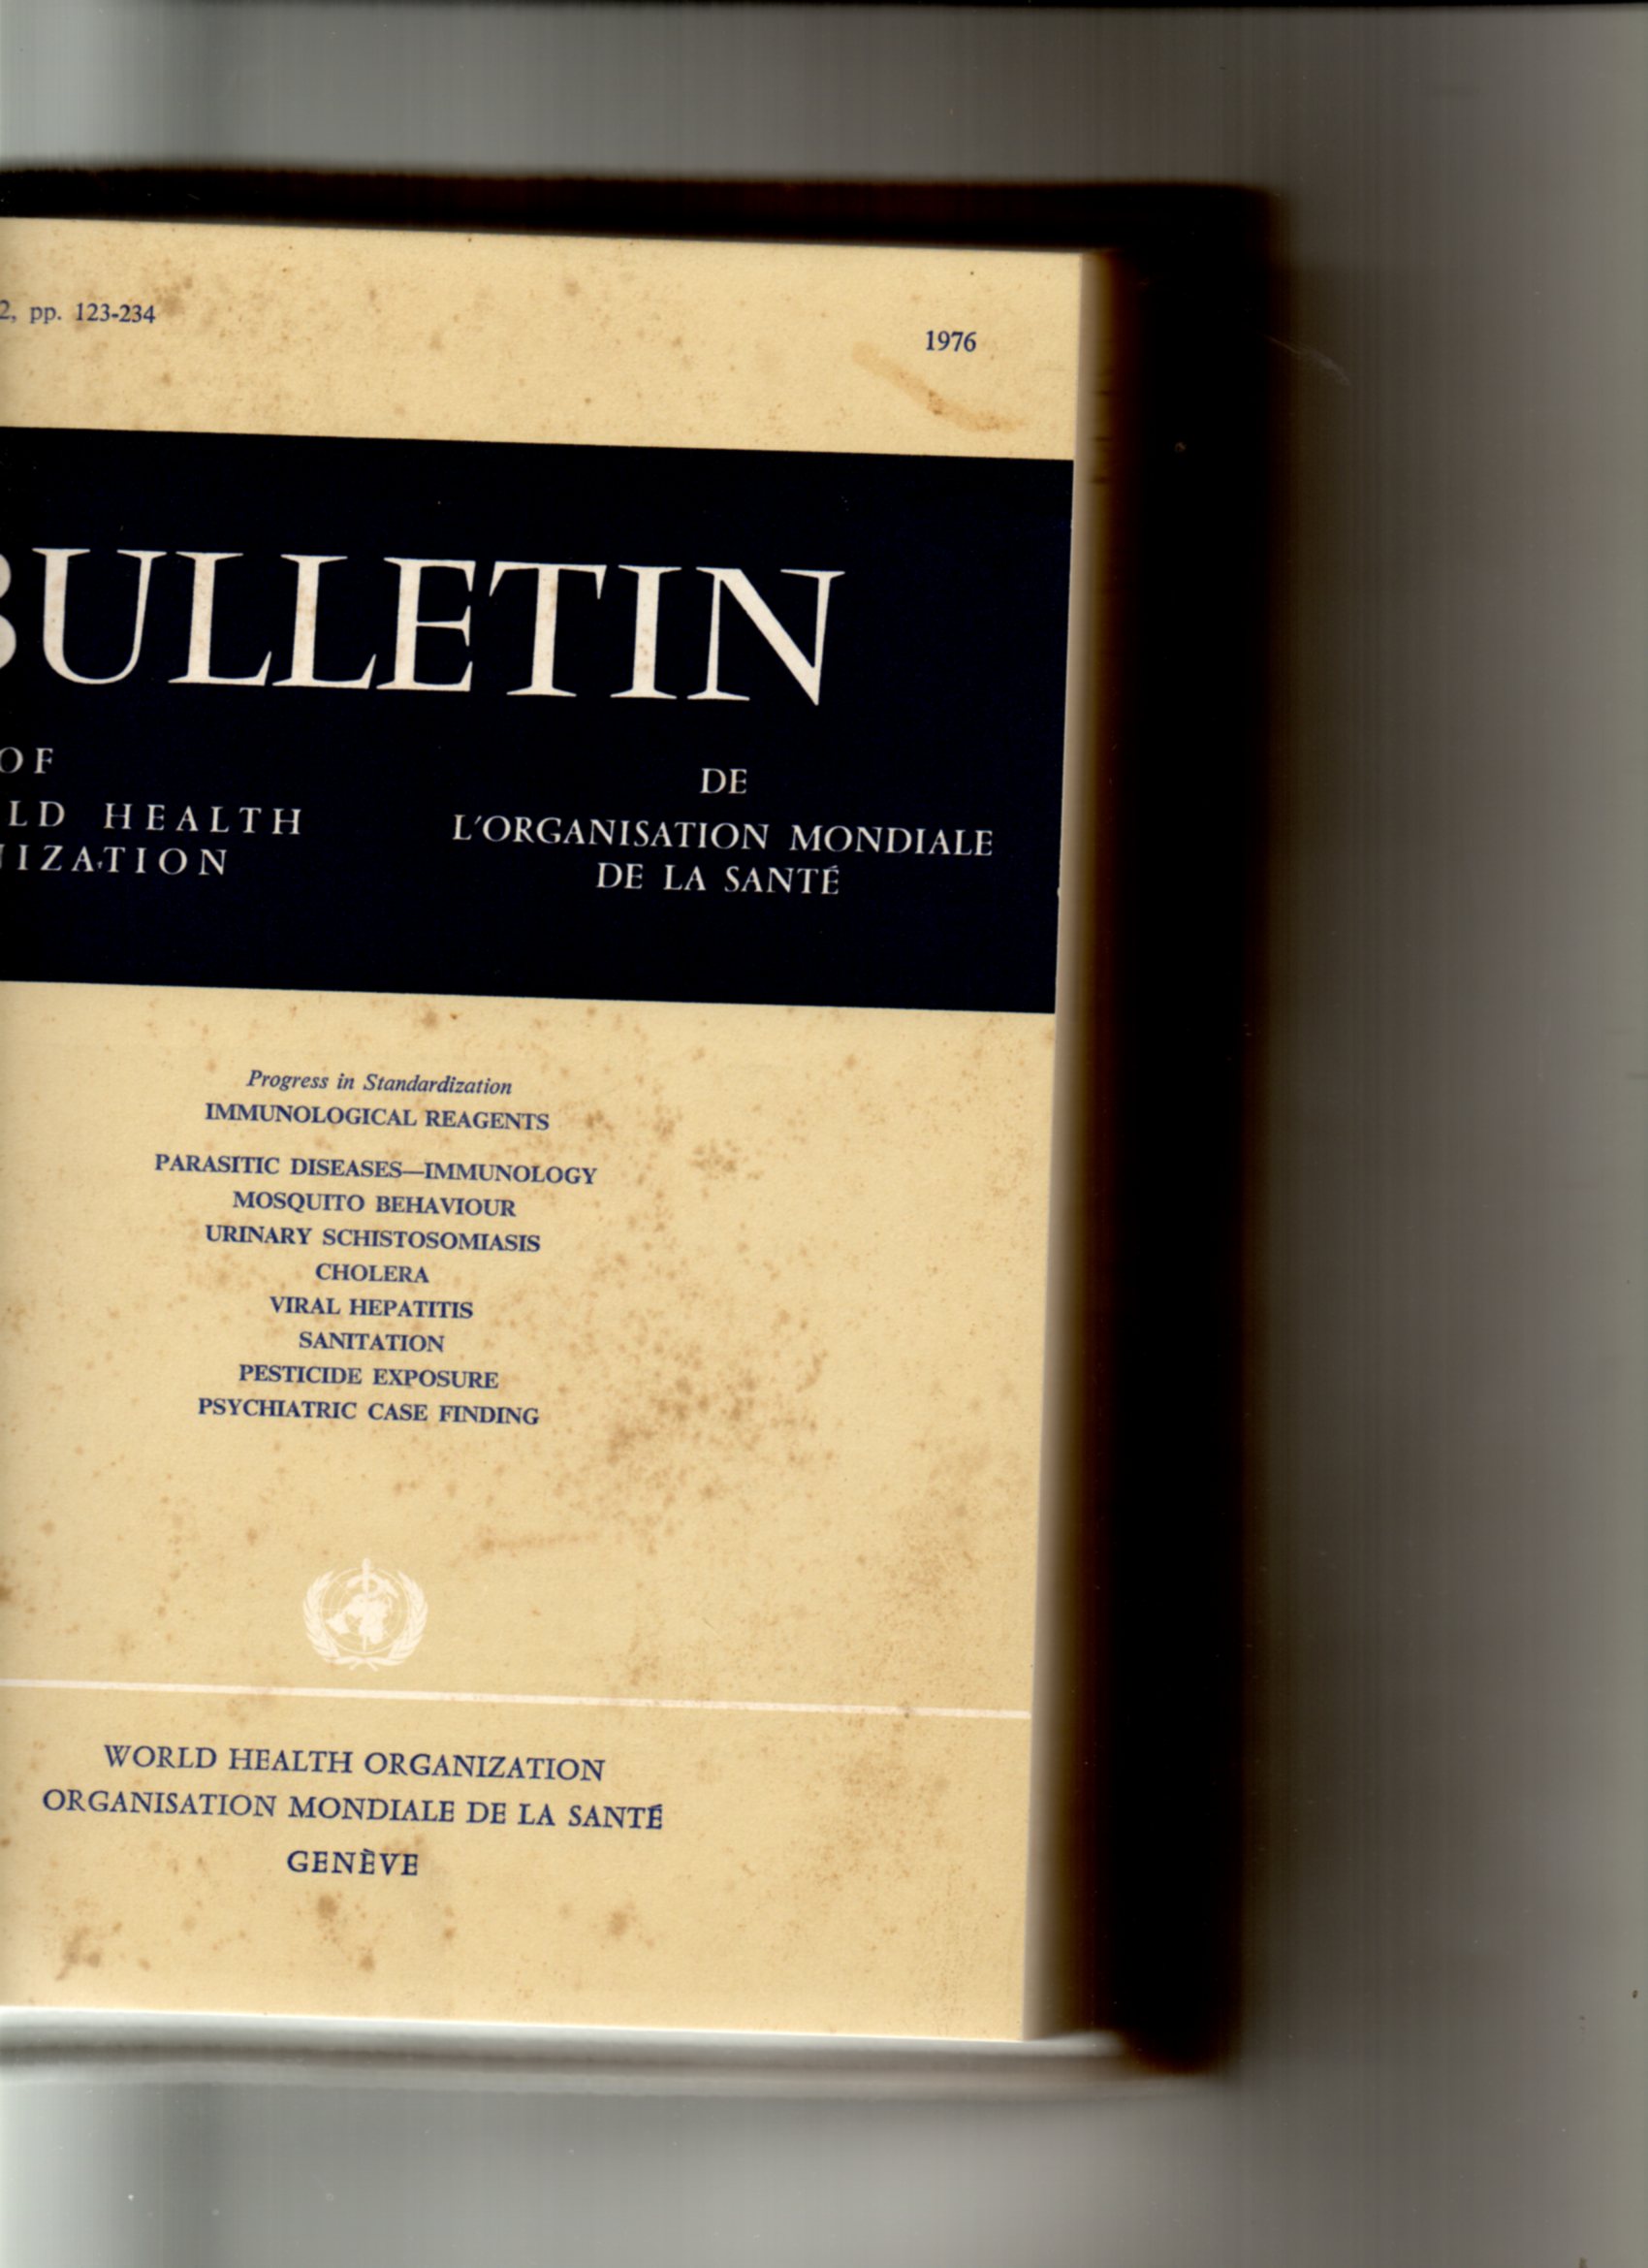 2, pp. 123-234
1976
BULLETIN
OF
LD HEALTH
IZATION
DE
L'ORGANISATION MONDIALE
DE LA SANTÉ
Progress in Standardization
IMMUNOLOGICAL REAGENTS
PARASITIC DISEASES—IMMUNOLOGY
MOSQUITO BEHAVIOUR
URINARY SCHISTOSOMIASIS
CHOLERA
VIRAL HEPATITIS
SANITATION
PESTICIDE EXPOSURE
PSYCHIATRIC CASE FINDING
WORLD HEALTH ORGANIZATION
ORGANISATION MONDIALE DE LA SANTÉ
GENÈVE